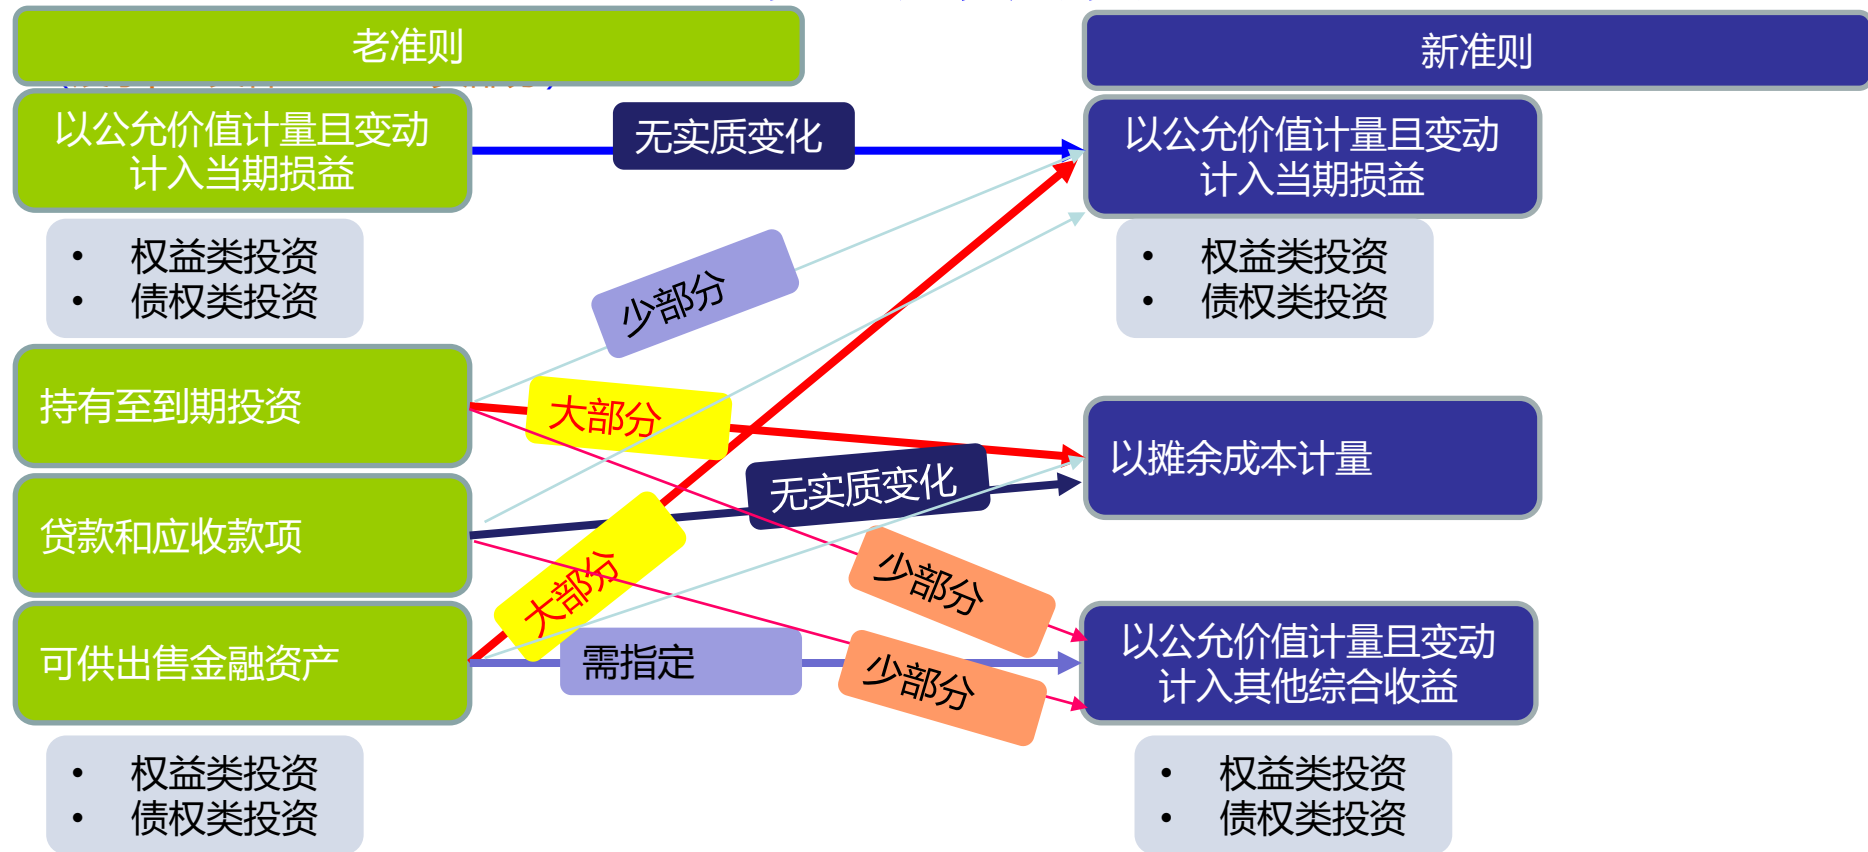 老准则
新准则
以公允价值计量且变动
计入当期损益
无实质变化
以公允价值计量且变动
计入当期损益
• 权益类投资
• 债权类投资
• 权益类投资
• 债权类投资
少部分
持有至到期投资
大部分
以摊余成本计量
无实质变化
贷款和应收款项
大部分
少部分
可供出售金融资产
需指定
少部分
以公允价值计量且变动
计入其他综合收益
• 权益类投资
• 债权类投资
• 权益类投资
• 债权类投资